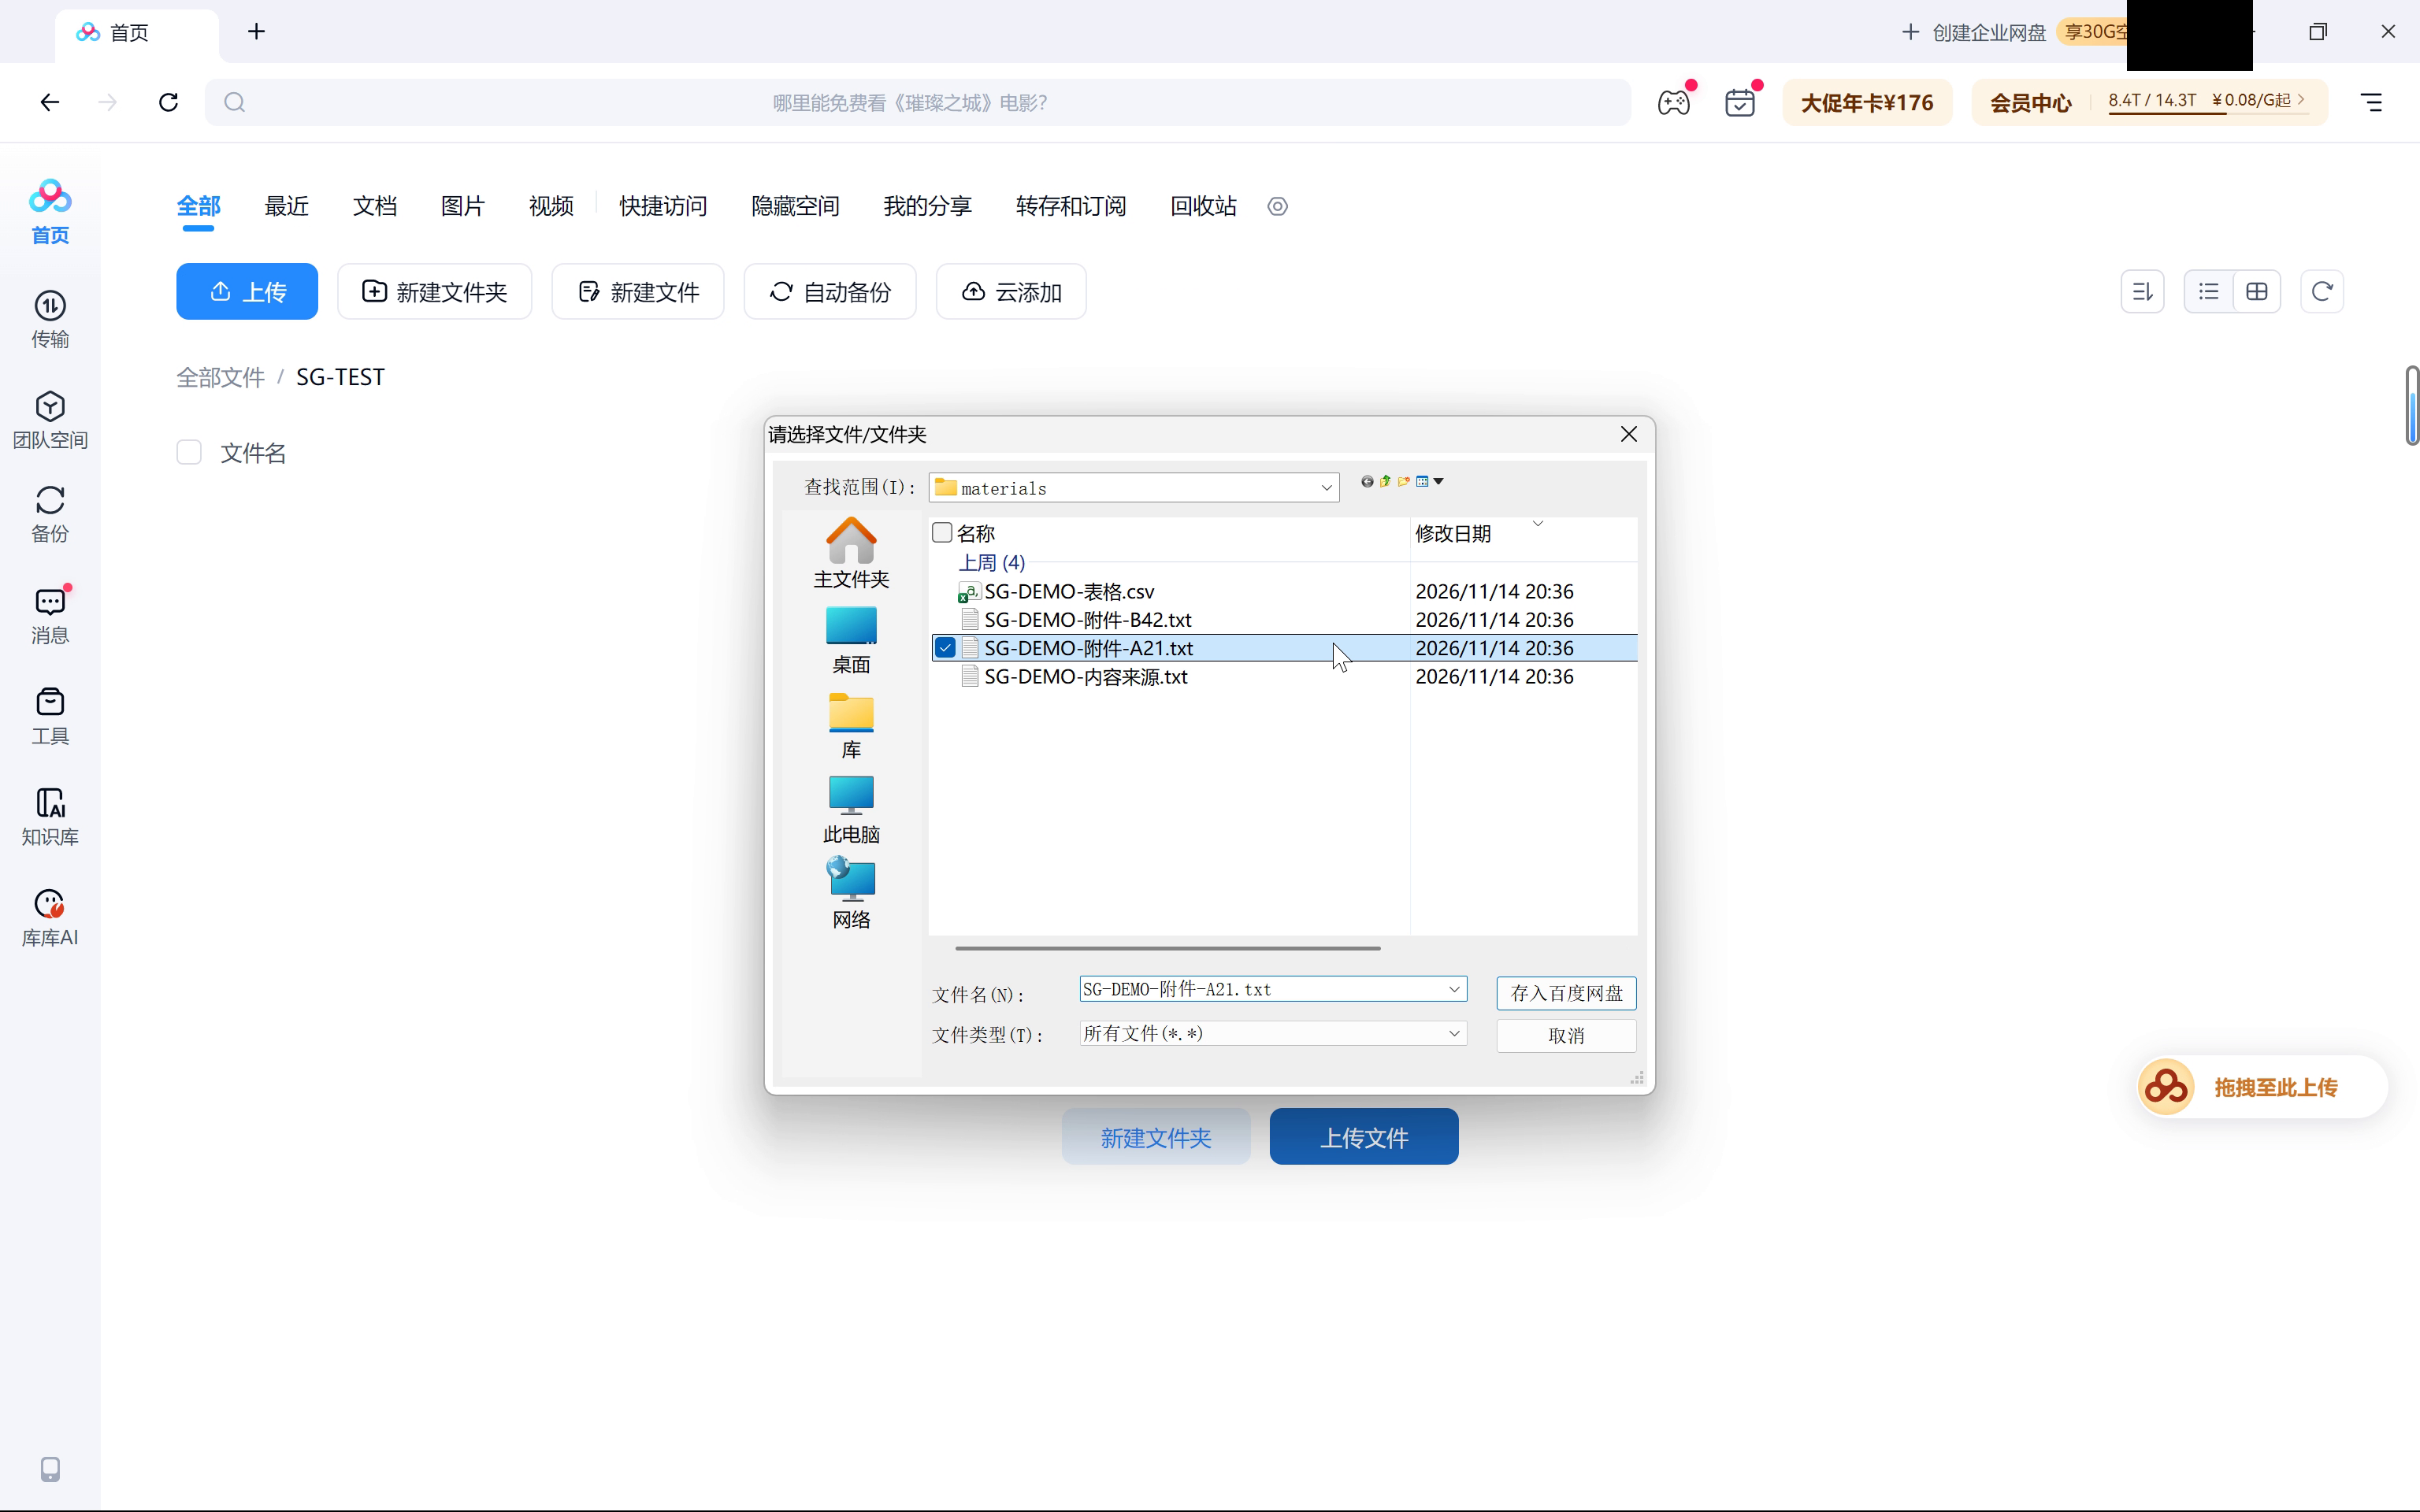 首页
创建企业网盘 享30G空
哪里能免费看《璀璨之城》电影?
大促年卡¥176
会员中心 8.4T / 14.3T ¥0.08/G起
首页
传输
团队空间
备份
消息
工具
知识库
库库AI
全部 最近 文档 图片 视频 快捷访问 隐藏空间 我的分享 转存和订阅 回收站
上传 新建文件夹 新建文件 自动备份 云添加
全部文件 / SG-TEST
文件名
请选择文件/文件夹
查找范围(I): materials
主文件夹
桌面
库
此电脑
网络
名称 修改日期
上周 (4)
SG-DEMO-表格.csv 2026/11/14 20:36
SG-DEMO-附件-B42.txt 2026/11/14 20:36
SG-DEMO-附件-A21.txt 2026/11/14 20:36
SG-DEMO-内容来源.txt 2026/11/14 20:36
文件名(N): SG-DEMO-附件-A21.txt 存入百度网盘
文件类型(T): 所有文件(*.*) 取消
新建文件夹 上传文件
拖拽至此上传